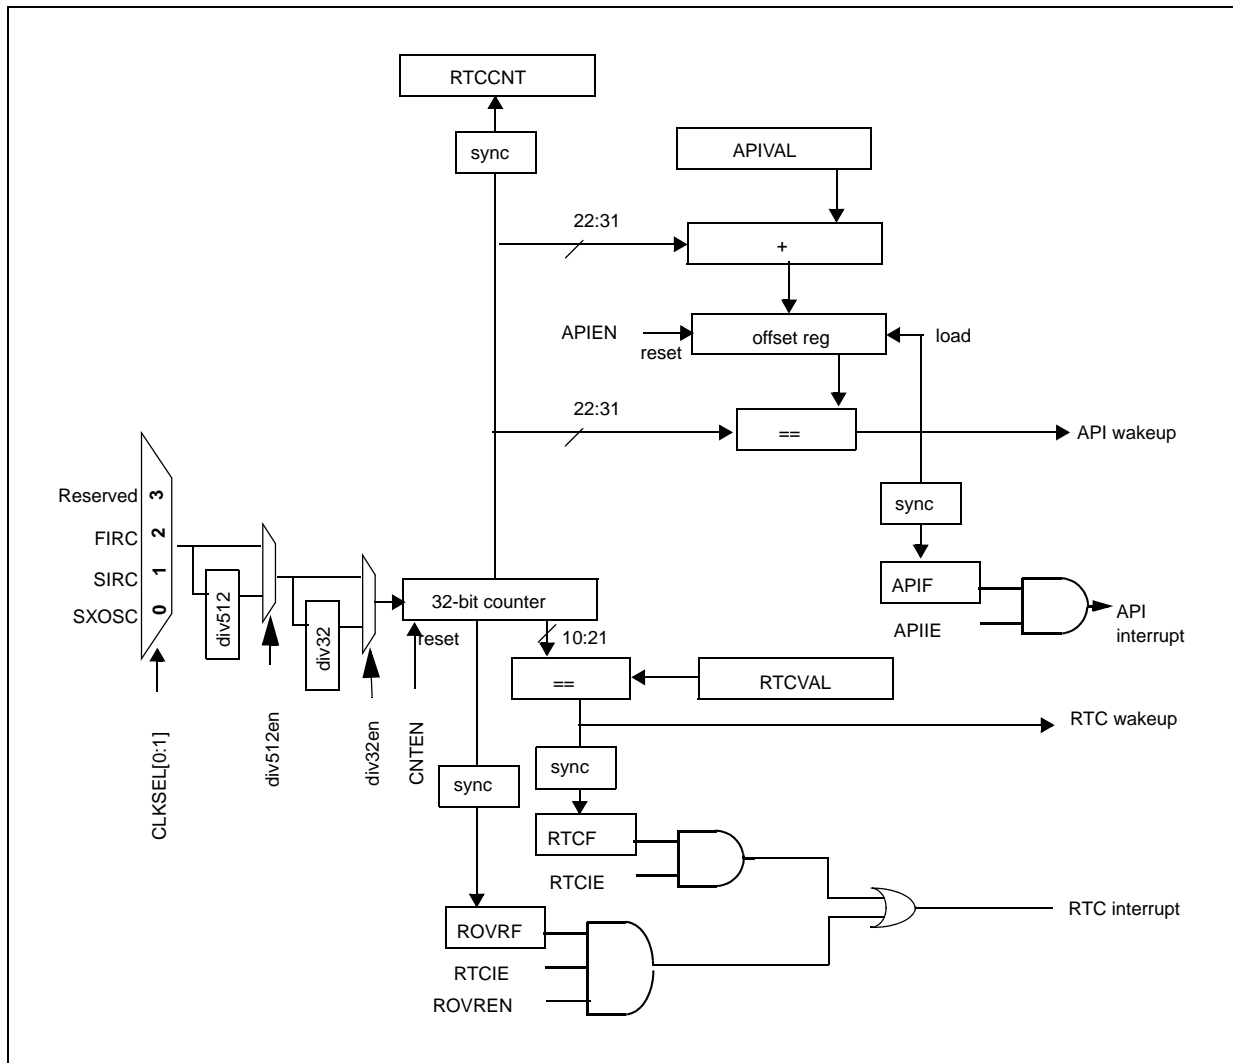 RTCCNT
sync
APIVAL
22:31
+
APIEN
reset
offset reg
load
22:31
==
API wakeup
Reserved
3
FIRC
2
SIRC
1
SXOSC
0
div512
div32
32-bit counter
reset
10:21
sync
APIF
APIIE
API
interrupt
==
RTCVAL
RTC wakeup
CLKSEL[0:1]
div512en
div32en
CNTEN
sync
sync
RTCF
RTCIE
RTC interrupt
ROVRF
RTCIE
ROVREN